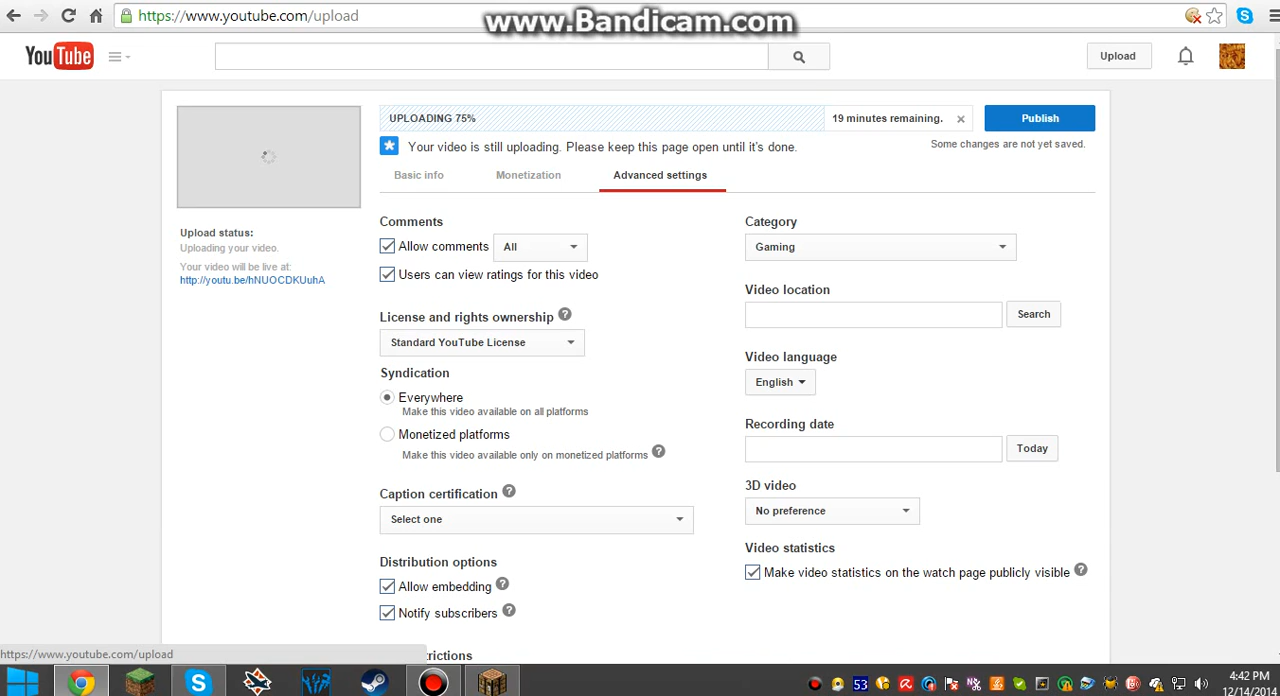 https://www.youtube.com/upload
www.Bandicam.com
YouTube
Upload
UPLOADING 75%
19 minutes remaining.
Publish
Your video is still uploading. Please keep this page open until it's done.
Some changes are not yet saved.
Basic info
Monetization
Advanced settings
Upload status:
Uploading your video.
Your video will be live at:
http://youtu.be/hNUOCDKUuhA
Comments
Allow comments
All
Users can view ratings for this video
License and rights ownership
Standard YouTube License
Syndication
Everywhere
Make this video available on all platforms
Monetized platforms
Make this video available only on monetized platforms
Caption certification
Select one
Distribution options
Allow embedding
Notify subscribers
Category
Gaming
Video location
Search
Video language
English
Recording date
Today
3D video
No preference
Video statistics
Make video statistics on the watch page publicly visible
https://www.youtube.com/upload
53
4:42 PM